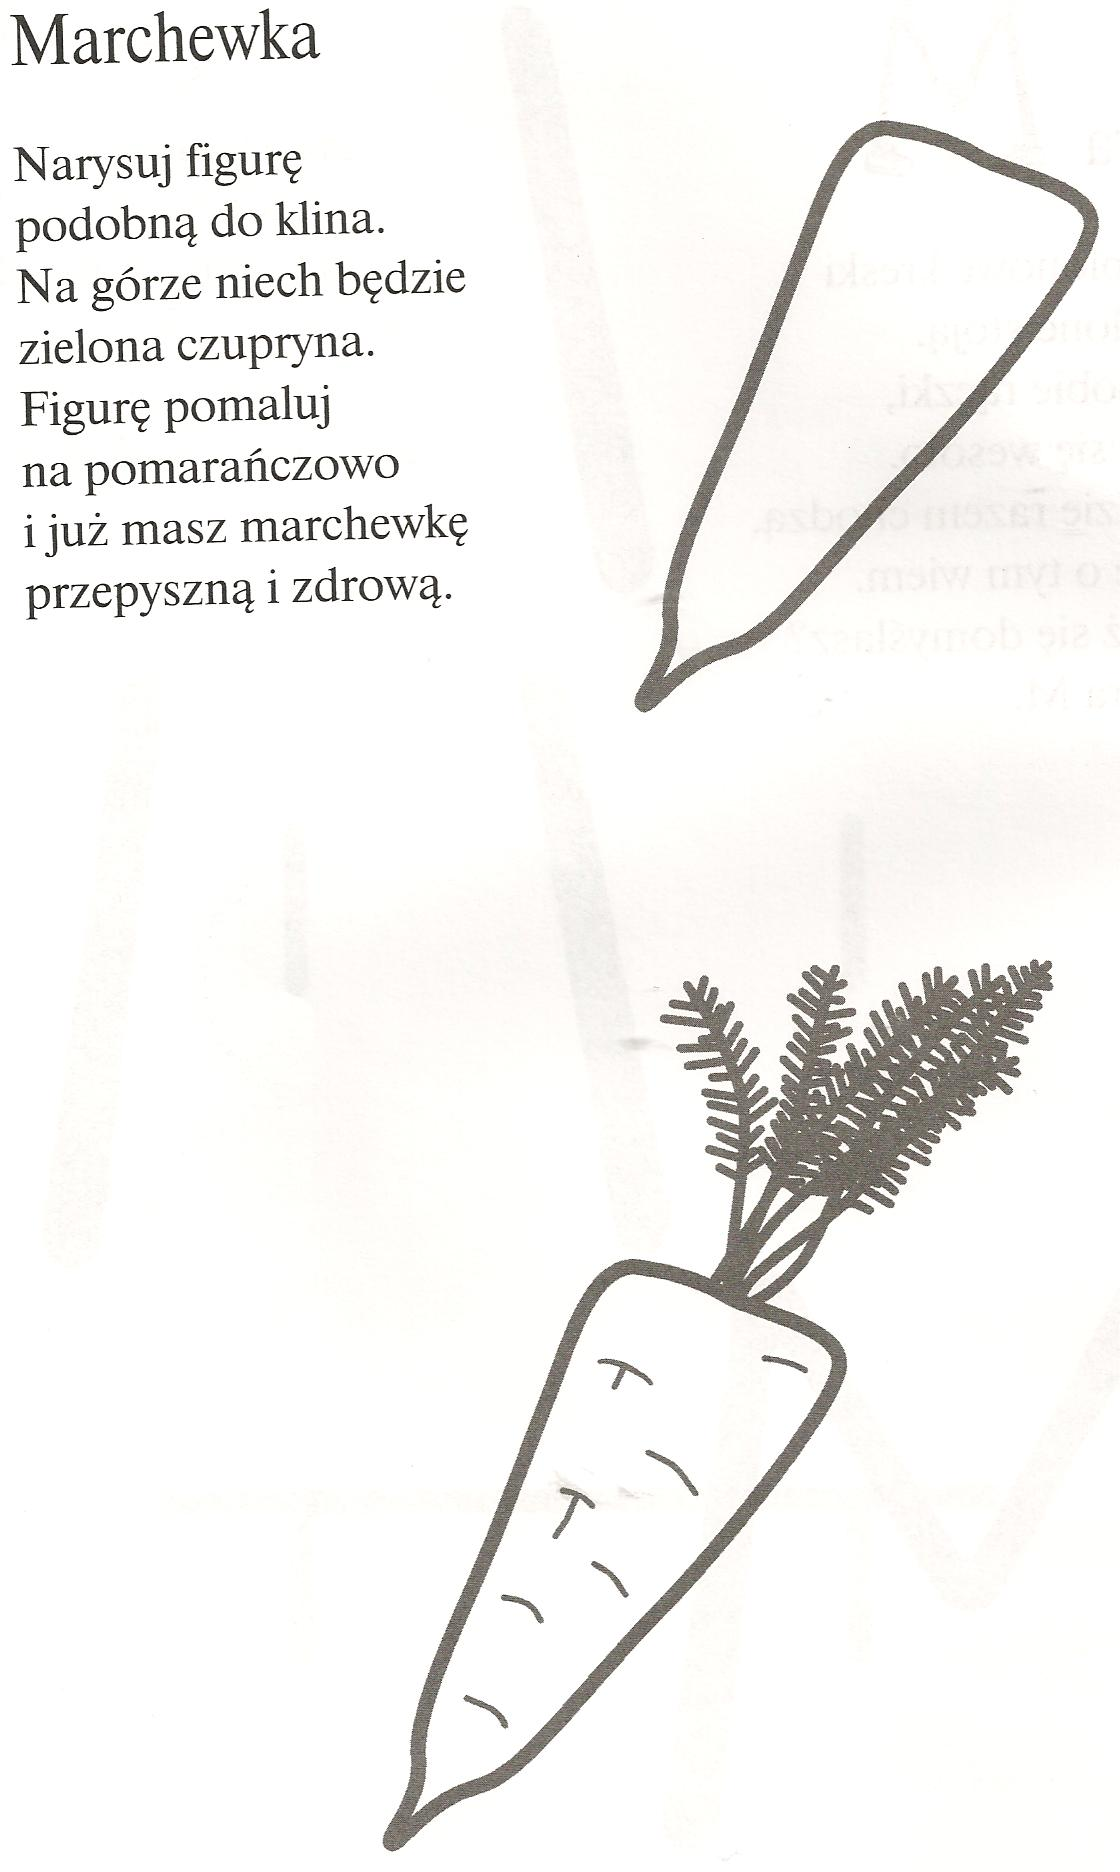 Marchewka
Narysuj figurę
podobną do klina.
Na górze niech będzie
zielona czupryna.
Figurę pomaluj
na pomarańczowo
i już masz marchewkę
przepyszną i zdrową.